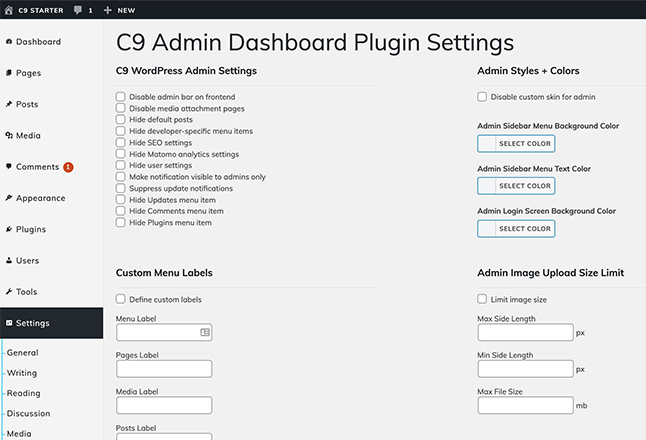 C9 STARTER 1 NEW
Dashboard
Pages
Posts
Media
Comments 1
Appearance
Plugins
Users
Tools
Settings
General
Writing
Reading
Discussion
Media
C9 Admin Dashboard Plugin Settings
C9 WordPress Admin Settings
Disable admin bar on frontend
Disable media attachment pages
Hide default posts
Hide developer-specific menu items
Hide SEO settings
Hide Matomo analytics settings
Hide user settings
Make notification visible to admins only
Suppress update notifications
Hide Updates menu item
Hide Comments menu item
Hide Plugins menu item
Admin Styles + Colors
Disable custom skin for admin
Admin Sidebar Menu Background Color
SELECT COLOR
Admin Sidebar Menu Text Color
SELECT COLOR
Admin Login Screen Background Color
SELECT COLOR
Custom Menu Labels
Define custom labels
Menu Label
Pages Label
Media Label
Posts Label
Admin Image Upload Size Limit
Limit image size
Max Side Length
px
Min Side Length
px
Max File Size
mb